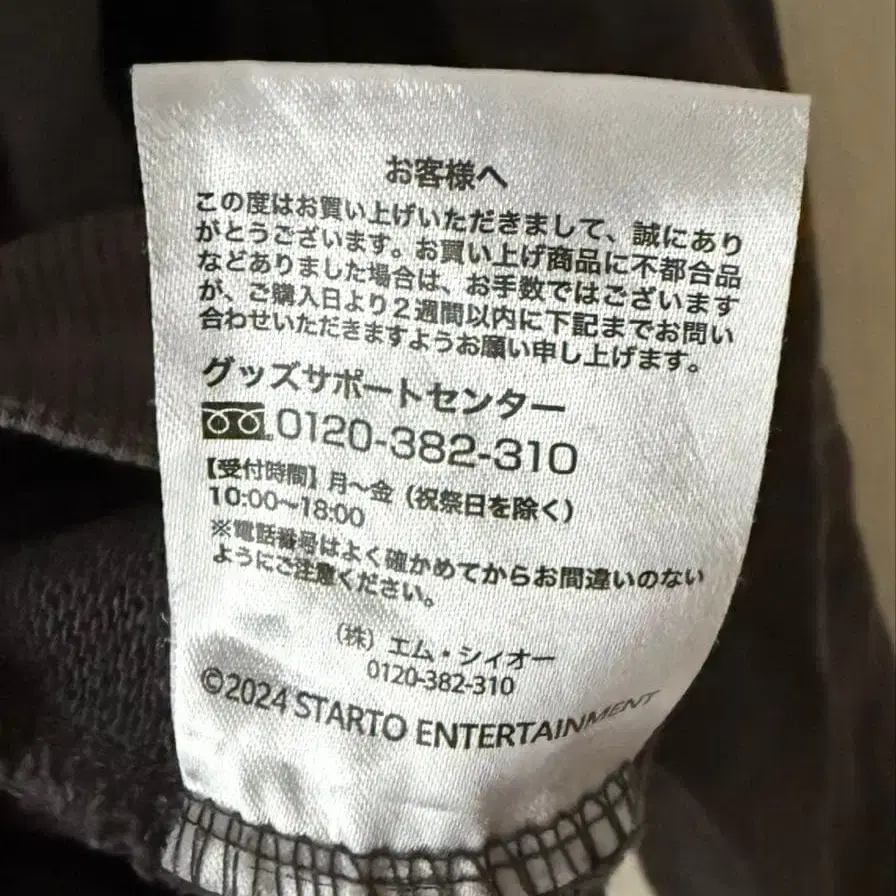 お客様へ
この度はお買い上げいただきまして、誠にあり
がとうございます。お買い上げ商品に不都合品
などありました場合は、お手数ではございます
が、ご購入日より2週間以内に下記までお問い
合わせいただきますようお願い申し上げます。
グッズサポートセンター
0120-382-310
【受付時間】月～金（祝祭日を除く）
10:00～18:00
※電話番号はよく確かめてからお間違いのない
ようにご注意ください。
（株）エム・シィオー
0120-382-310
©2024 STARTO ENTERTAINMENT